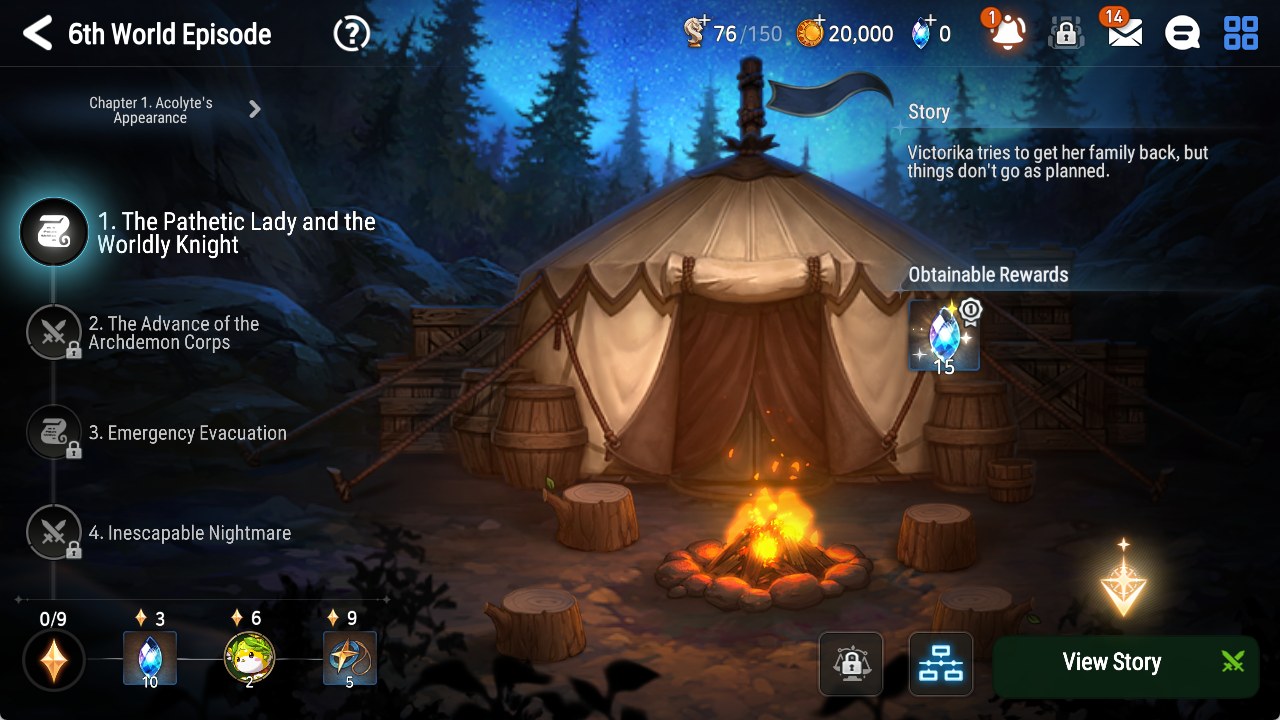 6th World Episode
?
76/150
20,000
0
1
14
Chapter 1. Acolyte's
Appearance
1. The Pathetic Lady and the
Worldly Knight
2. The Advance of the
Archdemon Corps
3. Emergency Evacuation
4. Inescapable Nightmare
0/9
3
6
9
10
2
5
Story
Victorika tries to get her family back, but
things don't go as planned.
Obtainable Rewards
1
15
View Story